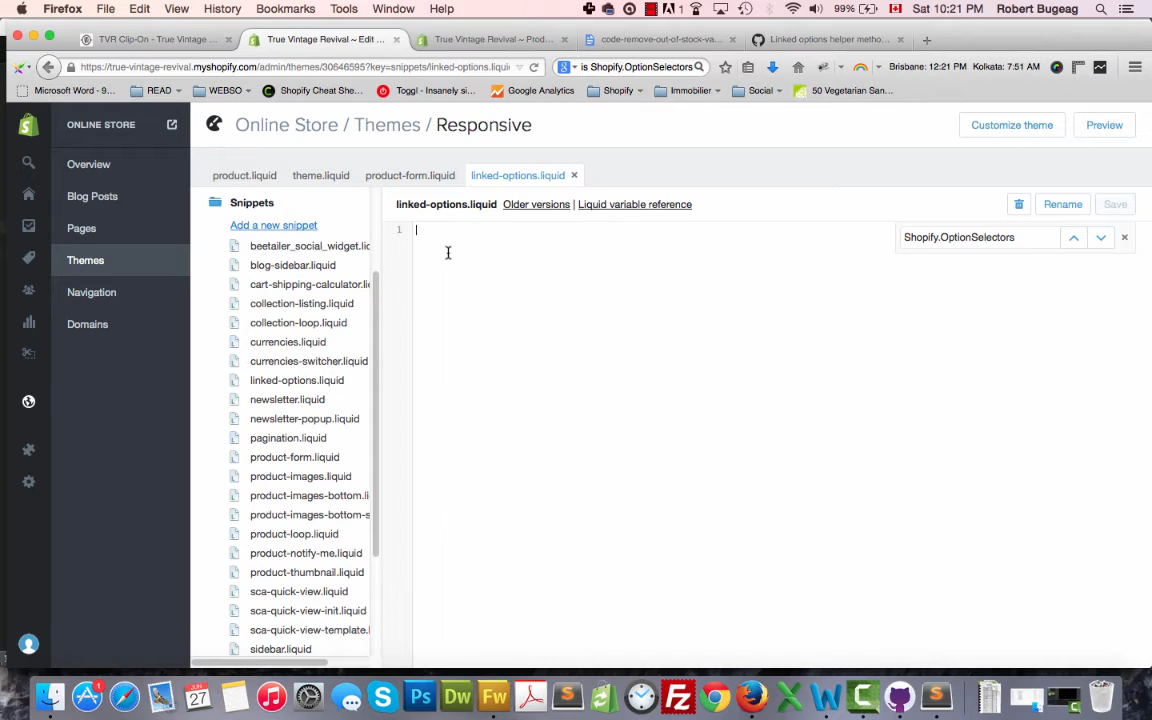 Firefox File Edit View History Bookmarks Tools Window Help 1 99% Sat 10:21 PM Robert Bugeag
TVR Clip-On - True Vintage ... True Vintage Revival ~ Edit ... True Vintage Revival ~ Prod... code-remove-out-of-stock-va... Linked options helper metho...
https://true-vintage-revival.myshopify.com/admin/themes/30646595?key=snippets/linked-options.liqui is Shopify.OptionSelectors Brisbane: 12:21 PM Kolkata: 7:51 AM
Microsoft Word - 9... READ WEBSO Shopify Cheat She... Toggl - Insanely si... Google Analytics Shopify Immobilier Social 50 Vegetarian San...
ONLINE STORE
Online Store / Themes / Responsive
Customize theme
Preview
Overview
Blog Posts
Pages
Themes
Navigation
Domains
product.liquid theme.liquid product-form.liquid linked-options.liquid ×
Snippets
Add a new snippet
beetailer_social_widget.lic
blog-sidebar.liquid
cart-shipping-calculator.li
collection-listing.liquid
collection-loop.liquid
currencies.liquid
currencies-switcher.liquid
linked-options.liquid
newsletter.liquid
newsletter-popup.liquid
pagination.liquid
product-form.liquid
product-images.liquid
product-images-bottom.li
product-images-bottom-s
product-loop.liquid
product-notify-me.liquid
product-thumbnail.liquid
sca-quick-view.liquid
sca-quick-view-init.liquid
sca-quick-view-template.
sidebar.liquid
linked-options.liquid Older versions | Liquid variable reference
Rename
Save
1
Shopify.OptionSelectors
JUN
27
Ps Dw Fw
Fz